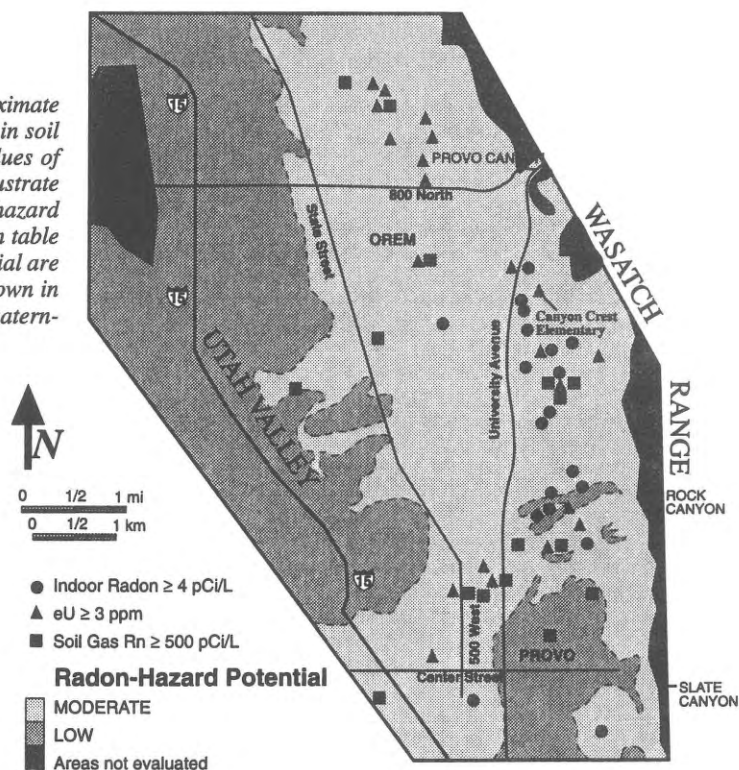 ximate
in soil
lues of
ustrate
hazard
n table
ial are
own in
atern-
15
PROVO CANYON
800 North
State Street
OREM
WASATCH
15
Canyon Crest
Elementary
University Avenue
UTAH VALLEY
RANGE
N
ROCK
CANYON
0 1/2 1 mi
0 1/2 1 km
15
Indoor Radon ≥ 4 pCi/L
eU ≥ 3 ppm
Soil Gas Rn ≥ 500 pCi/L
500 West
PROVO
Center Street
SLATE
CANYON
Radon-Hazard Potential
MODERATE
LOW
Areas not evaluated